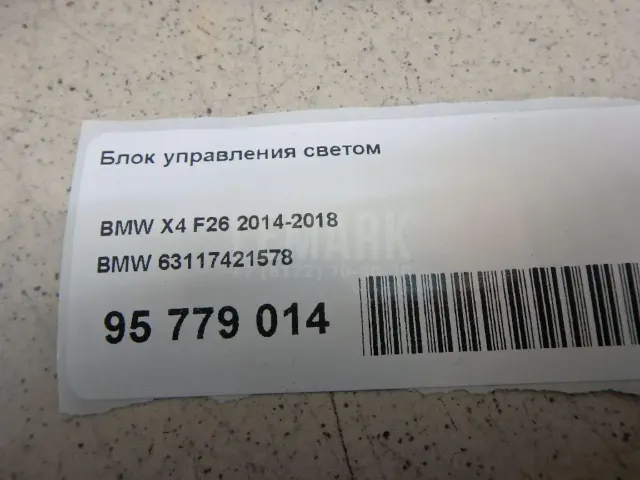 Блок управления светом
BMW X4 F26 2014-2018
BMW 63117421578
95 779 014